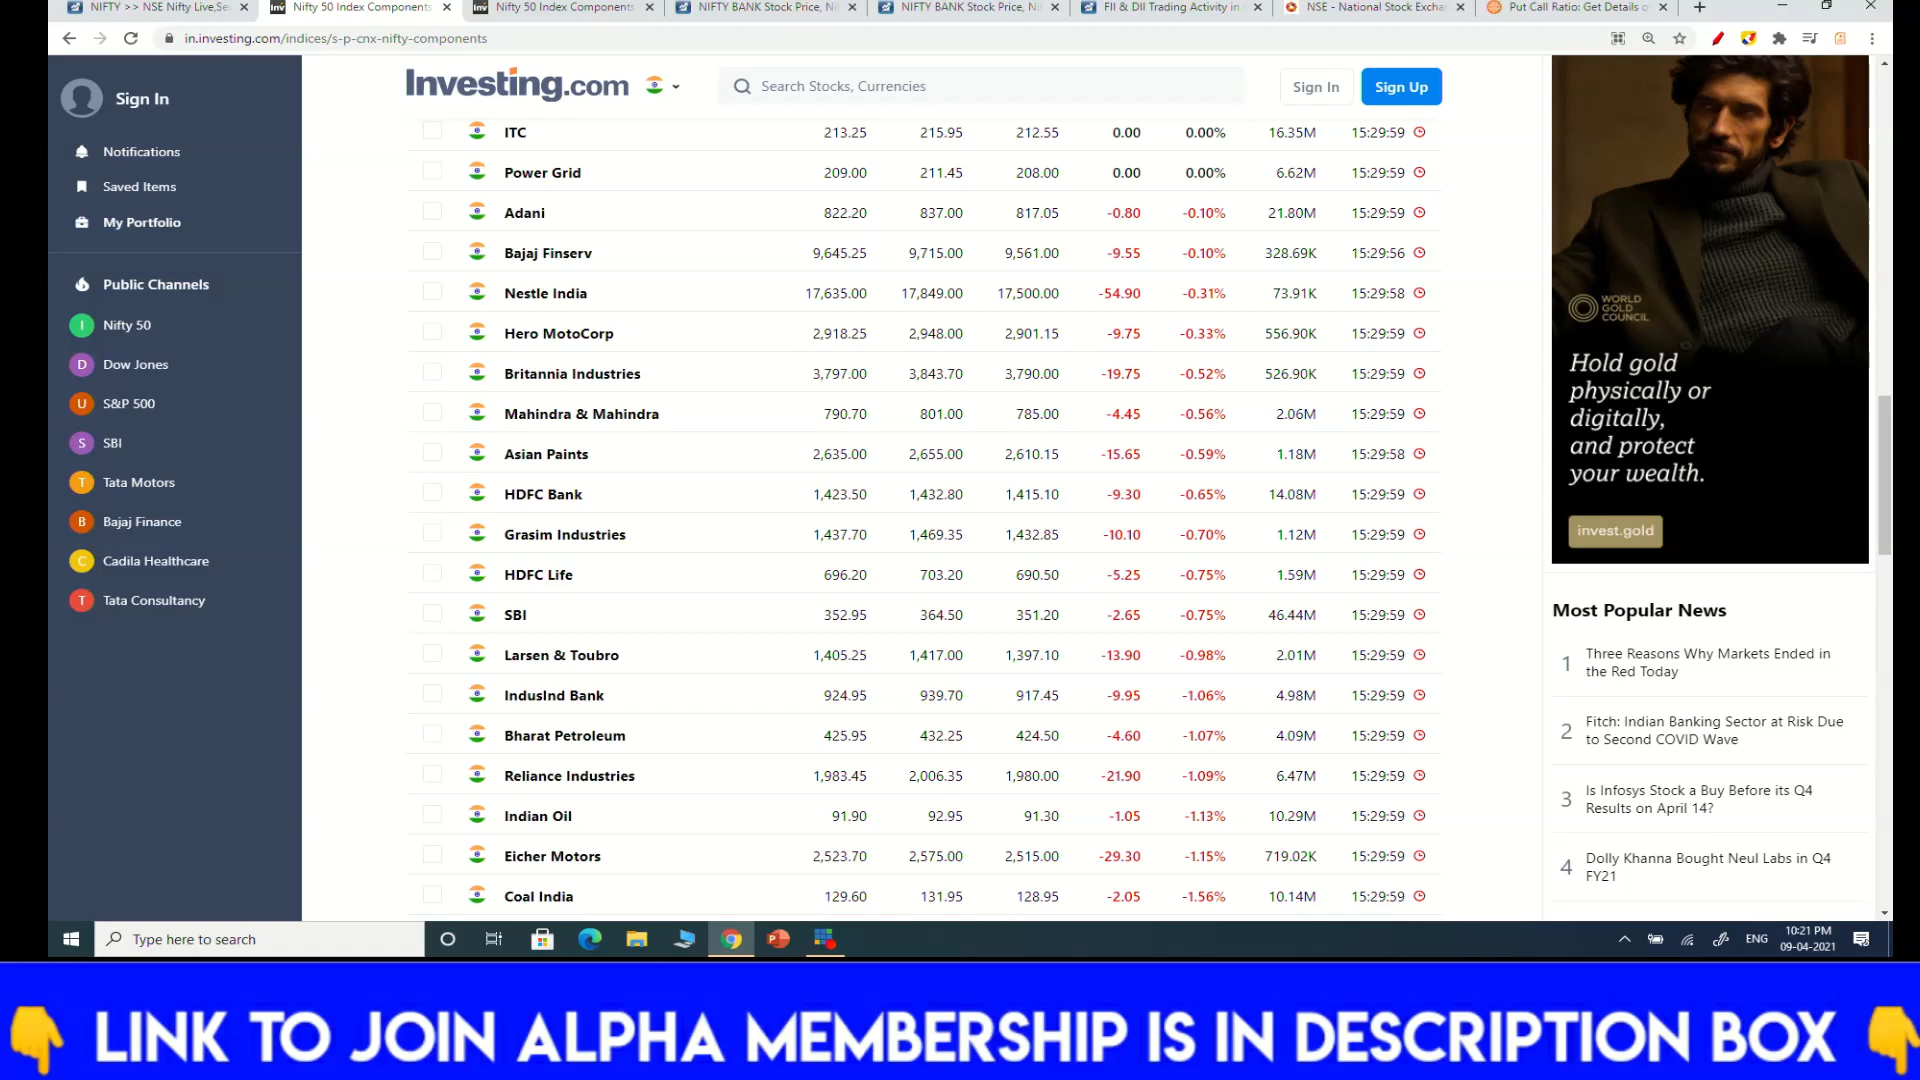 NIFTY >> NSE Nifty Live,Se
Nifty 50 Index Components
Nifty 50 Index Components
NIFTY BANK Stock Price, Ni
NIFTY BANK Stock Price, Ni
FII & DII Trading Activity in
NSE - National Stock Excha
Put Call Ratio: Get Details o
in.investing.com/indices/s-p-cnx-nifty-components
Sign In
Notifications
Saved Items
My Portfolio
Public Channels
I Nifty 50
D Dow Jones
U S&P 500
S SBI
T Tata Motors
B Bajaj Finance
C Cadila Healthcare
T Tata Consultancy
Investing.com
Search Stocks, Currencies
Sign In
Sign Up
ITC 213.25 215.95 212.55 0.00 0.00% 16.35M 15:29:59
Power Grid 209.00 211.45 208.00 0.00 0.00% 6.62M 15:29:59
Adani 822.20 837.00 817.05 -0.80 -0.10% 21.80M 15:29:59
Bajaj Finserv 9,645.25 9,715.00 9,561.00 -9.55 -0.10% 328.69K 15:29:56
Nestle India 17,635.00 17,849.00 17,500.00 -54.90 -0.31% 73.91K 15:29:58
Hero MotoCorp 2,918.25 2,948.00 2,901.15 -9.75 -0.33% 556.90K 15:29:59
Britannia Industries 3,797.00 3,843.70 3,790.00 -19.75 -0.52% 526.90K 15:29:59
Mahindra & Mahindra 790.70 801.00 785.00 -4.45 -0.56% 2.06M 15:29:59
Asian Paints 2,635.00 2,655.00 2,610.15 -15.65 -0.59% 1.18M 15:29:58
HDFC Bank 1,423.50 1,432.80 1,415.10 -9.30 -0.65% 14.08M 15:29:59
Grasim Industries 1,437.70 1,469.35 1,432.85 -10.10 -0.70% 1.12M 15:29:59
HDFC Life 696.20 703.20 690.50 -5.25 -0.75% 1.59M 15:29:59
SBI 352.95 364.50 351.20 -2.65 -0.75% 46.44M 15:29:59
Larsen & Toubro 1,405.25 1,417.00 1,397.10 -13.90 -0.98% 2.01M 15:29:59
IndusInd Bank 924.95 939.70 917.45 -9.95 -1.06% 4.98M 15:29:59
Bharat Petroleum 425.95 432.25 424.50 -4.60 -1.07% 4.09M 15:29:59
Reliance Industries 1,983.45 2,006.35 1,980.00 -21.90 -1.09% 6.47M 15:29:59
Indian Oil 91.90 92.95 91.30 -1.05 -1.13% 10.29M 15:29:59
Eicher Motors 2,523.70 2,575.00 2,515.00 -29.30 -1.15% 719.02K 15:29:59
Coal India 129.60 131.95 128.95 -2.05 -1.56% 10.14M 15:29:59
WORLD
GOLD
COUNCIL
Hold gold
physically or
digitally,
and protect
your wealth.
invest.gold
Most Popular News
1 Three Reasons Why Markets Ended in
the Red Today
2 Fitch: Indian Banking Sector at Risk Due
to Second COVID Wave
3 Is Infosys Stock a Buy Before its Q4
Results on April 14?
4 Dolly Khanna Bought Neul Labs in Q4
FY21
Type here to search
ENG
10:21 PM
09-04-2021
LINK TO JOIN ALPHA MEMBERSHIP IS IN DESCRIPTION BOX